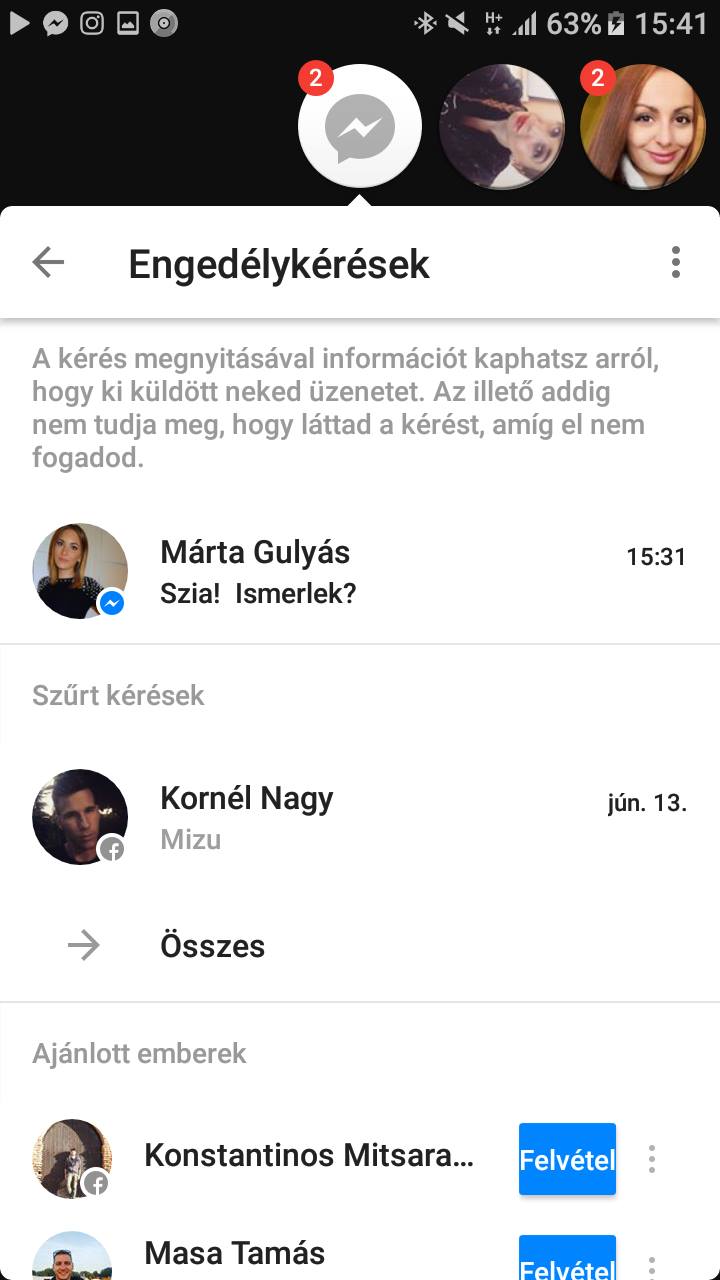 63% 15:41
2
2
Engedélykérések
A kérés megnyitásával információt kaphatsz arról,
hogy ki küldött neked üzenetet. Az illető addig
nem tudja meg, hogy láttad a kérést, amíg el nem
fogadod.
Márta Gulyás
15:31
Szia!  Ismerlek?
Szűrt kérések
Kornél Nagy
jún. 13.
Mizu
Összes
Ajánlott emberek
Konstantinos Mitsara...
Felvétel
Masa Tamás
Felvétel